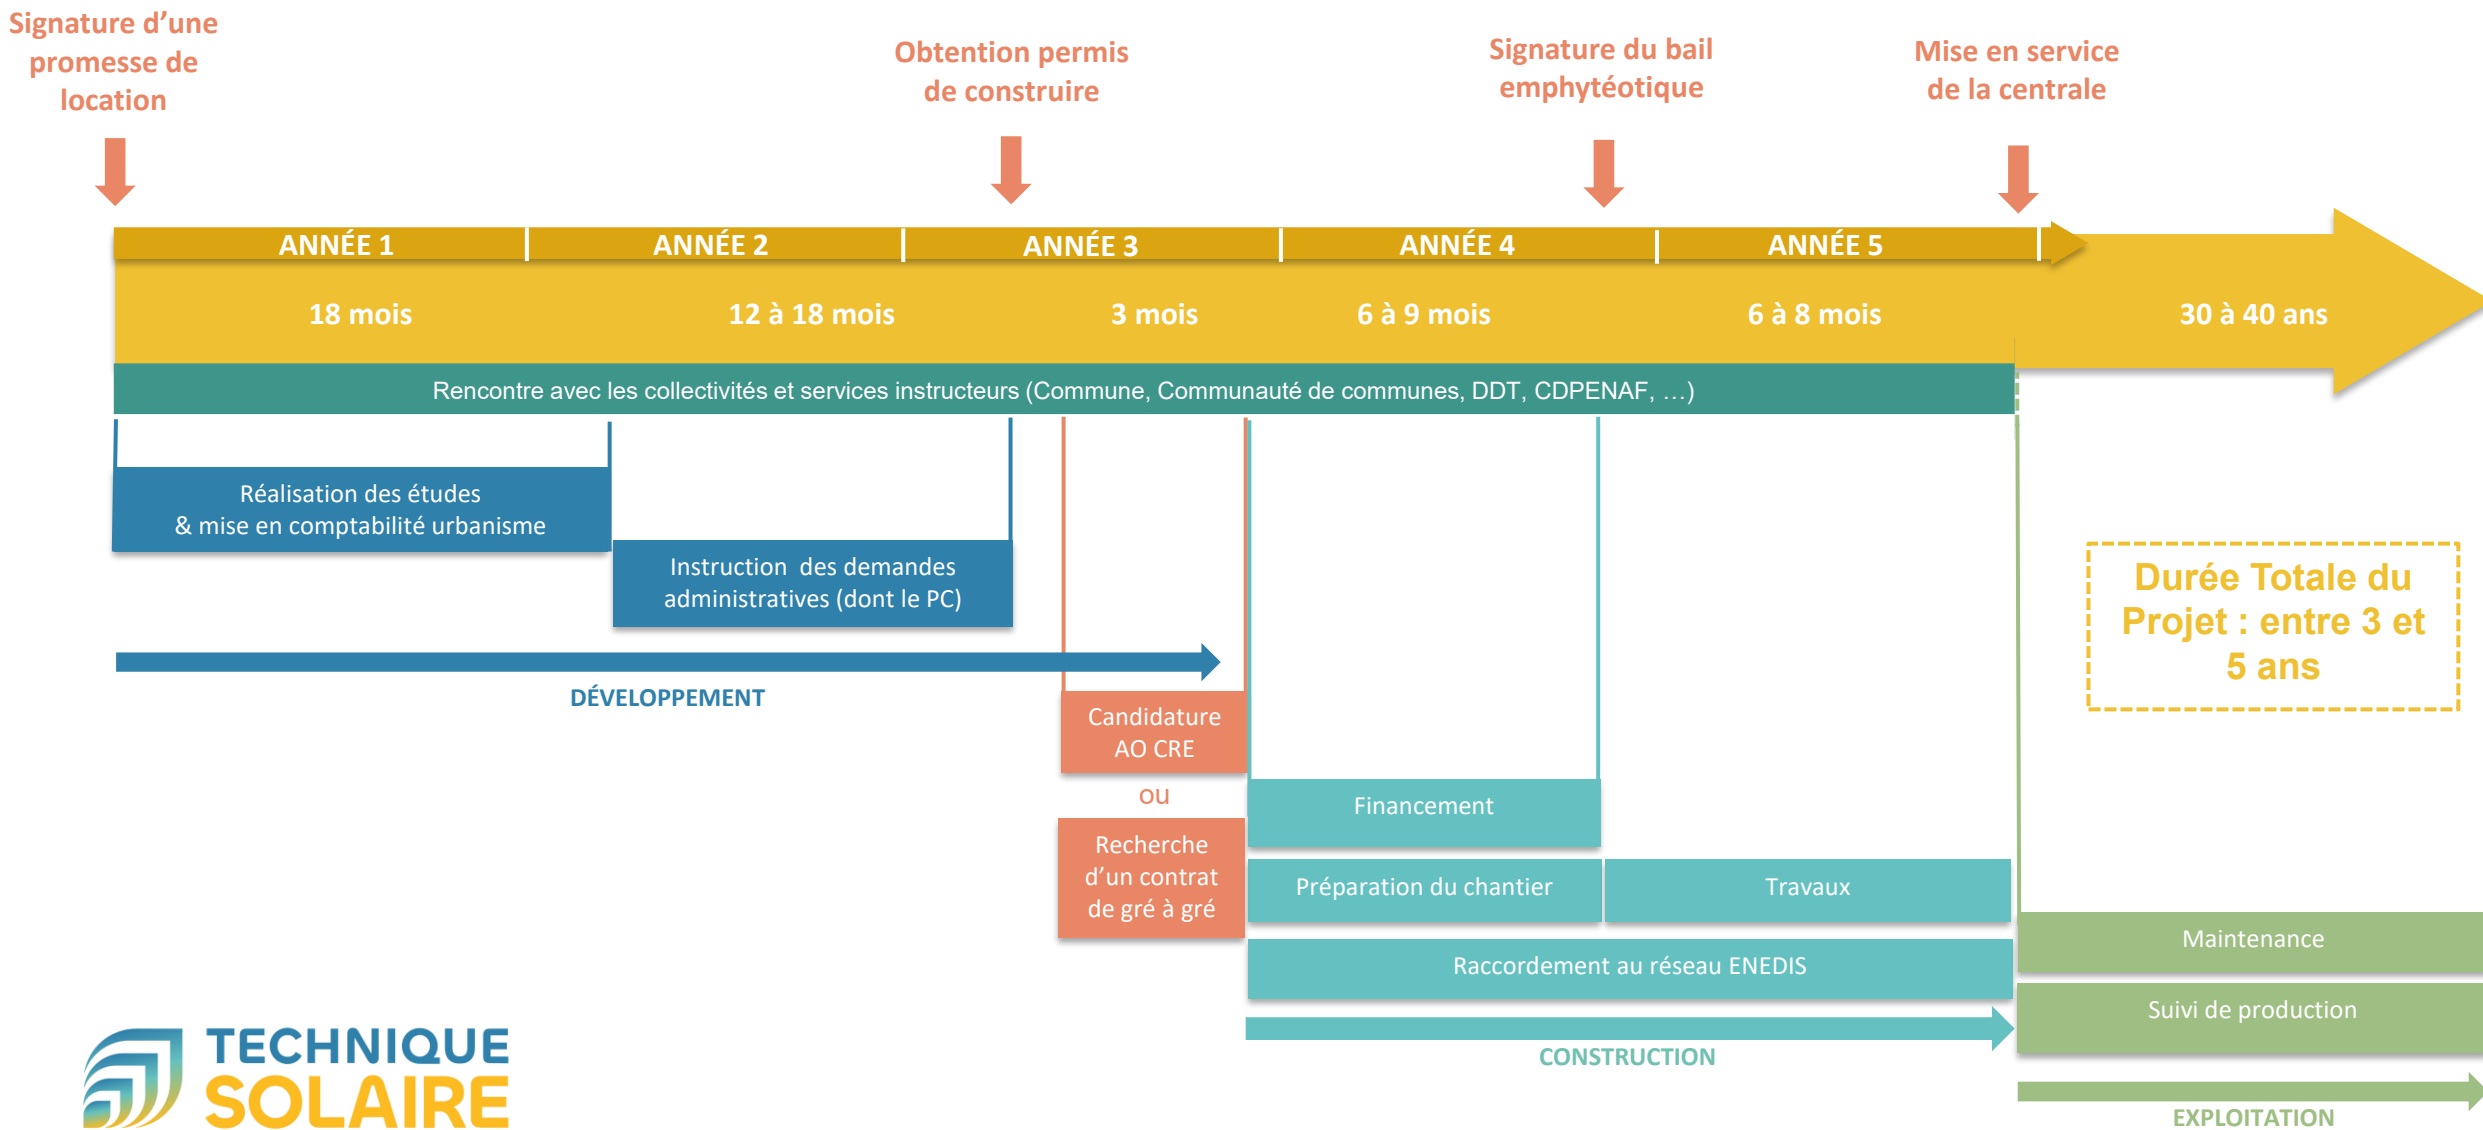 Signature d’une
promesse de
location
Obtention permis
de construire
Signature du bail
emphytéotique
Mise en service
de la centrale
ANNÉE 1
ANNÉE 2
ANNÉE 3
ANNÉE 4
ANNÉE 5
18 mois
12 à 18 mois
3 mois
6 à 9 mois
6 à 8 mois
30 à 40 ans
Rencontre avec les collectivités et services instructeurs (Commune, Communauté de communes, DDT, CDPENAF, …)
Réalisation des études
& mise en comptabilité urbanisme
Instruction des demandes
administratives (dont le PC)
DÉVELOPPEMENT
Candidature
AO CRE
ou
Recherche
d’un contrat
de gré à gré
Financement
Préparation du chantier
Travaux
Raccordement au réseau ENEDIS
CONSTRUCTION
Durée Totale du
Projet : entre 3 et
5 ans
Maintenance
Suivi de production
EXPLOITATION
TECHNIQUE
SOLAIRE